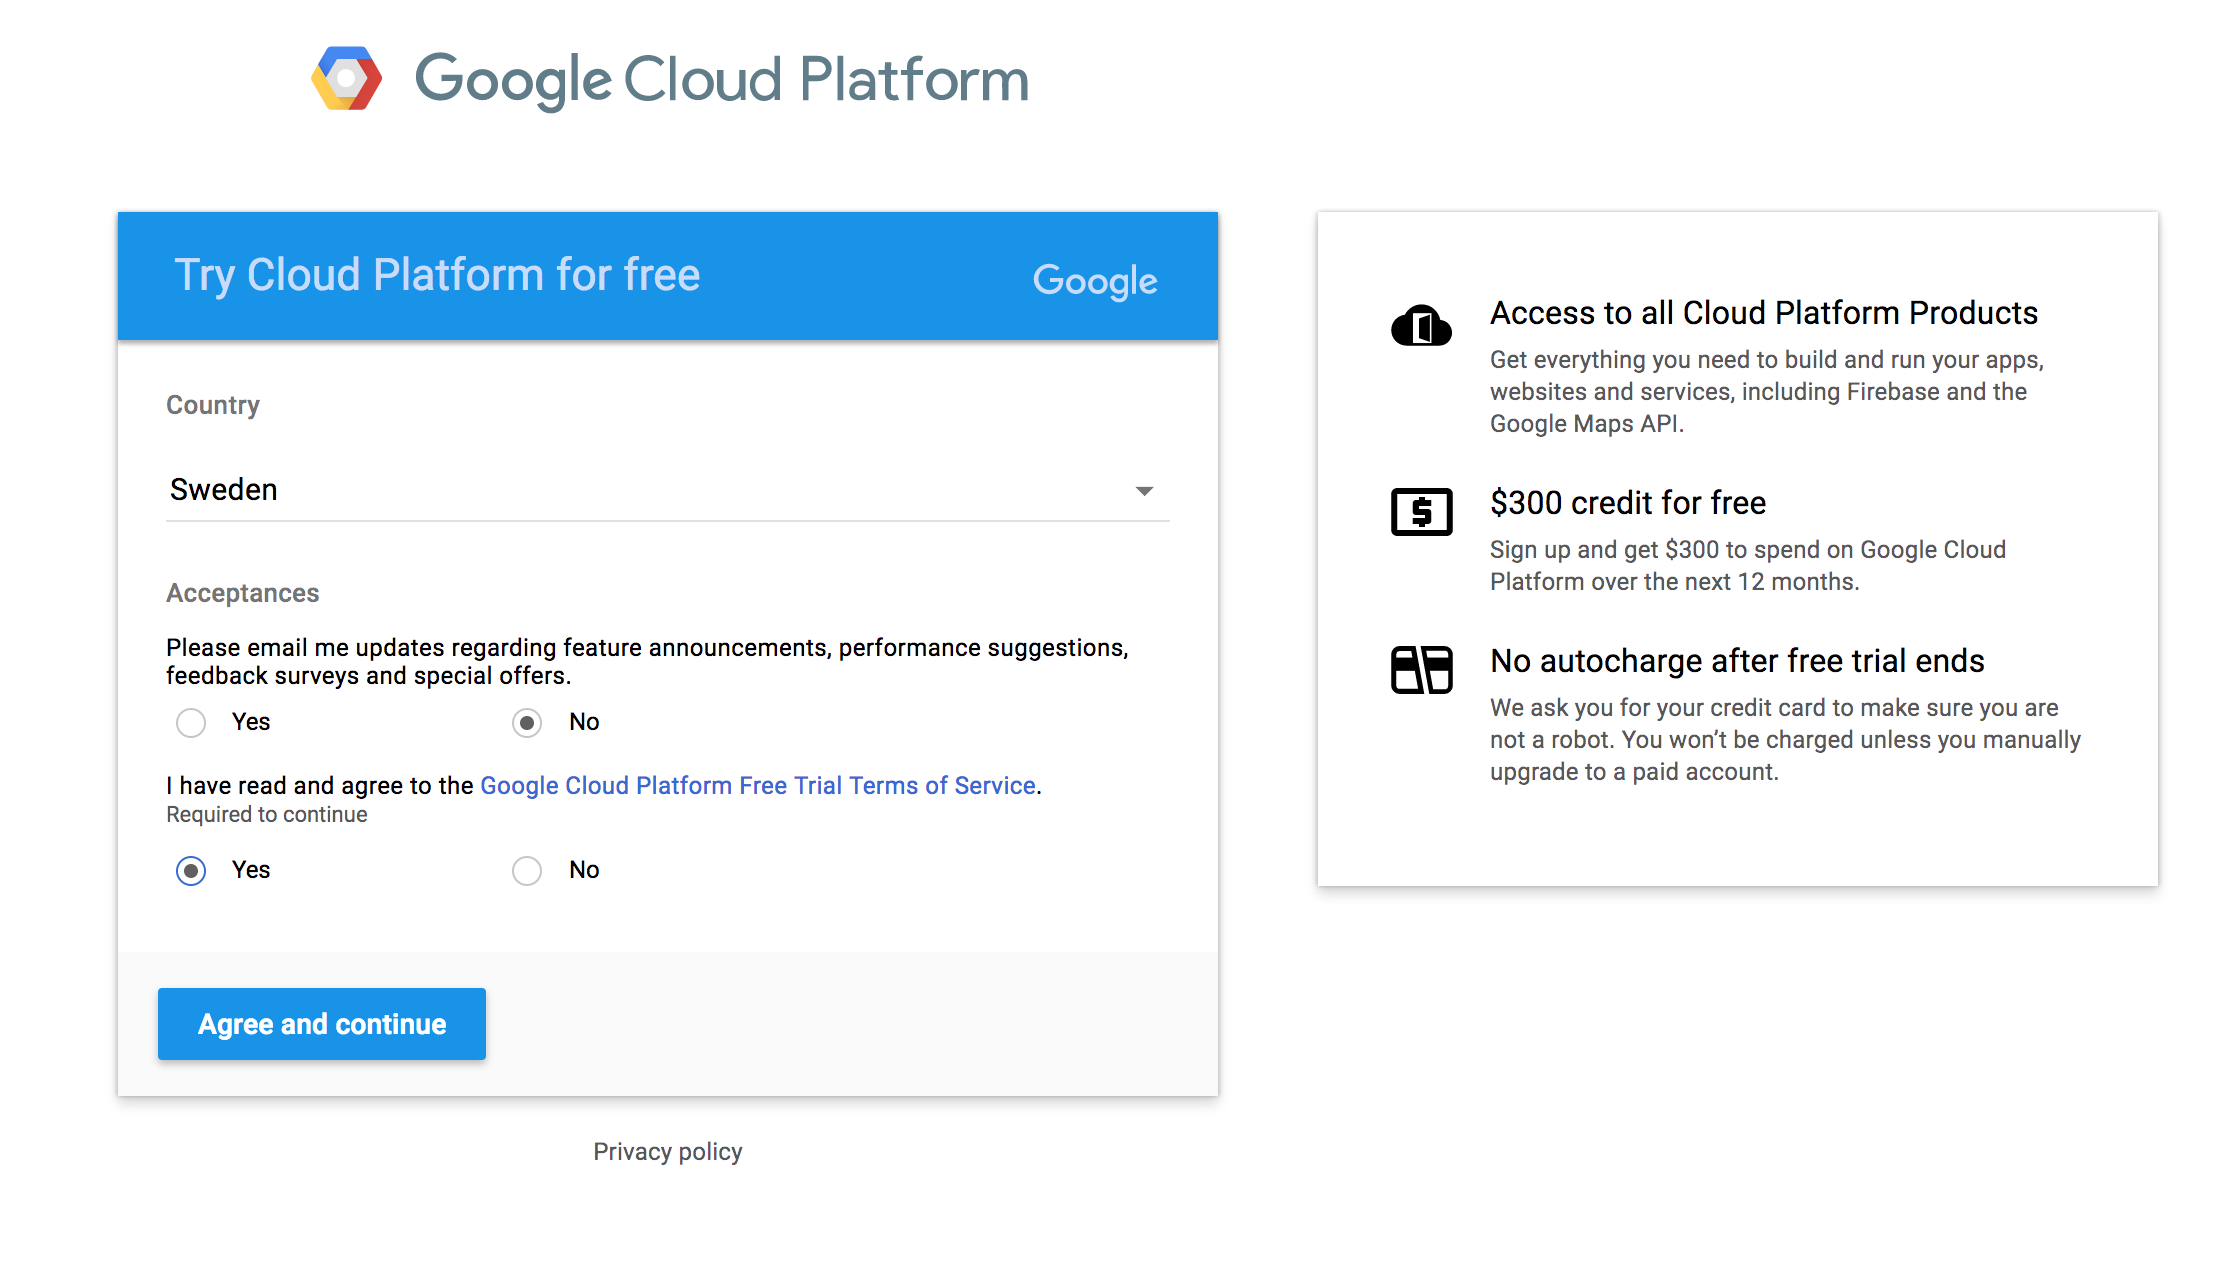 Google Cloud Platform
Try Cloud Platform for free
Google
Country
Sweden
Acceptances
Please email me updates regarding feature announcements, performance suggestions,
feedback surveys and special offers.
Yes
No
I have read and agree to the Google Cloud Platform Free Trial Terms of Service.
Required to continue
Yes
No
Agree and continue
Privacy policy
Access to all Cloud Platform Products
Get everything you need to build and run your apps,
websites and services, including Firebase and the
Google Maps API.
$
$300 credit for free
Sign up and get $300 to spend on Google Cloud
Platform over the next 12 months.
No autocharge after free trial ends
We ask you for your credit card to make sure you are
not a robot. You won’t be charged unless you manually
upgrade to a paid account.